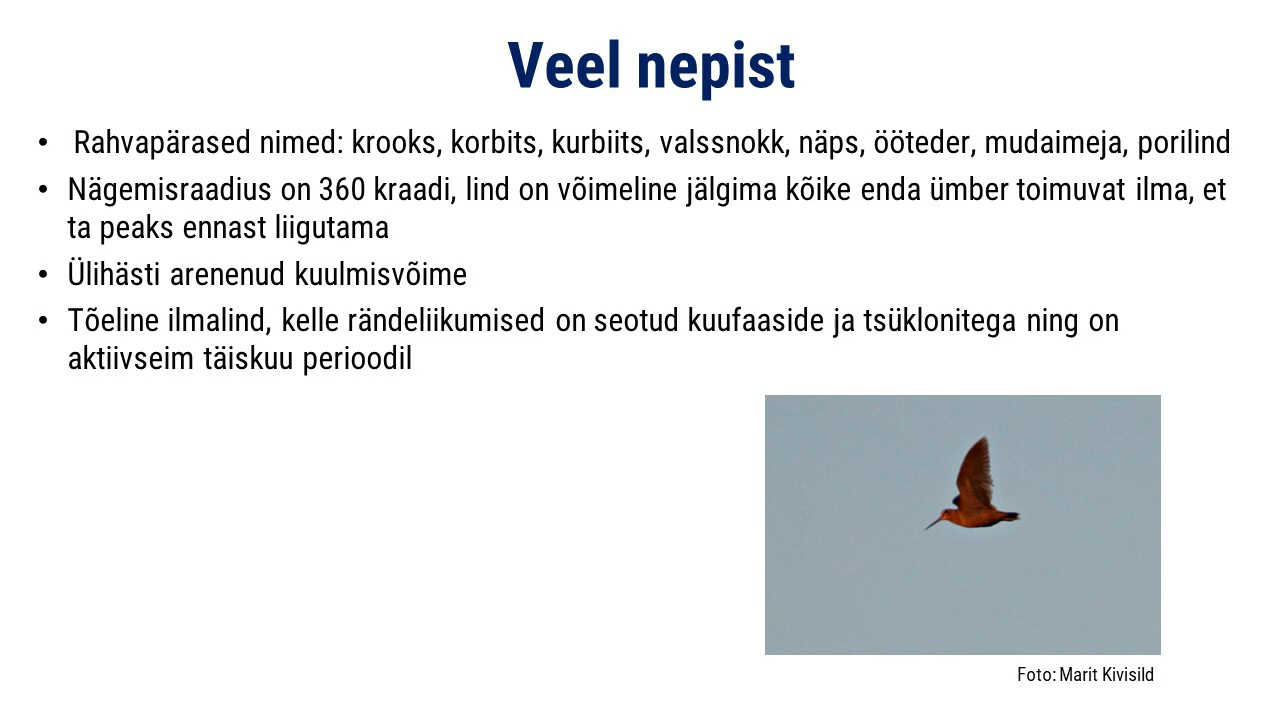 Veel nepist
• Rahvapärased nimed: krooks, korbits, kurbiits, valssnokk, näps, ööteder, mudaimeja, porilind
• Nägemisraadius on 360 kraadi, lind on võimeline jälgima kõike enda ümber toimuvat ilma, et
ta peaks ennast liigutama
• Ülihästi arenenud kuulmisvõime
• Tõeline ilmalind, kelle rändeliikumised on seotud kuufaaside ja tsüklonitega ning on
aktiivseim täiskuu perioodil
Foto: Marit Kivisild